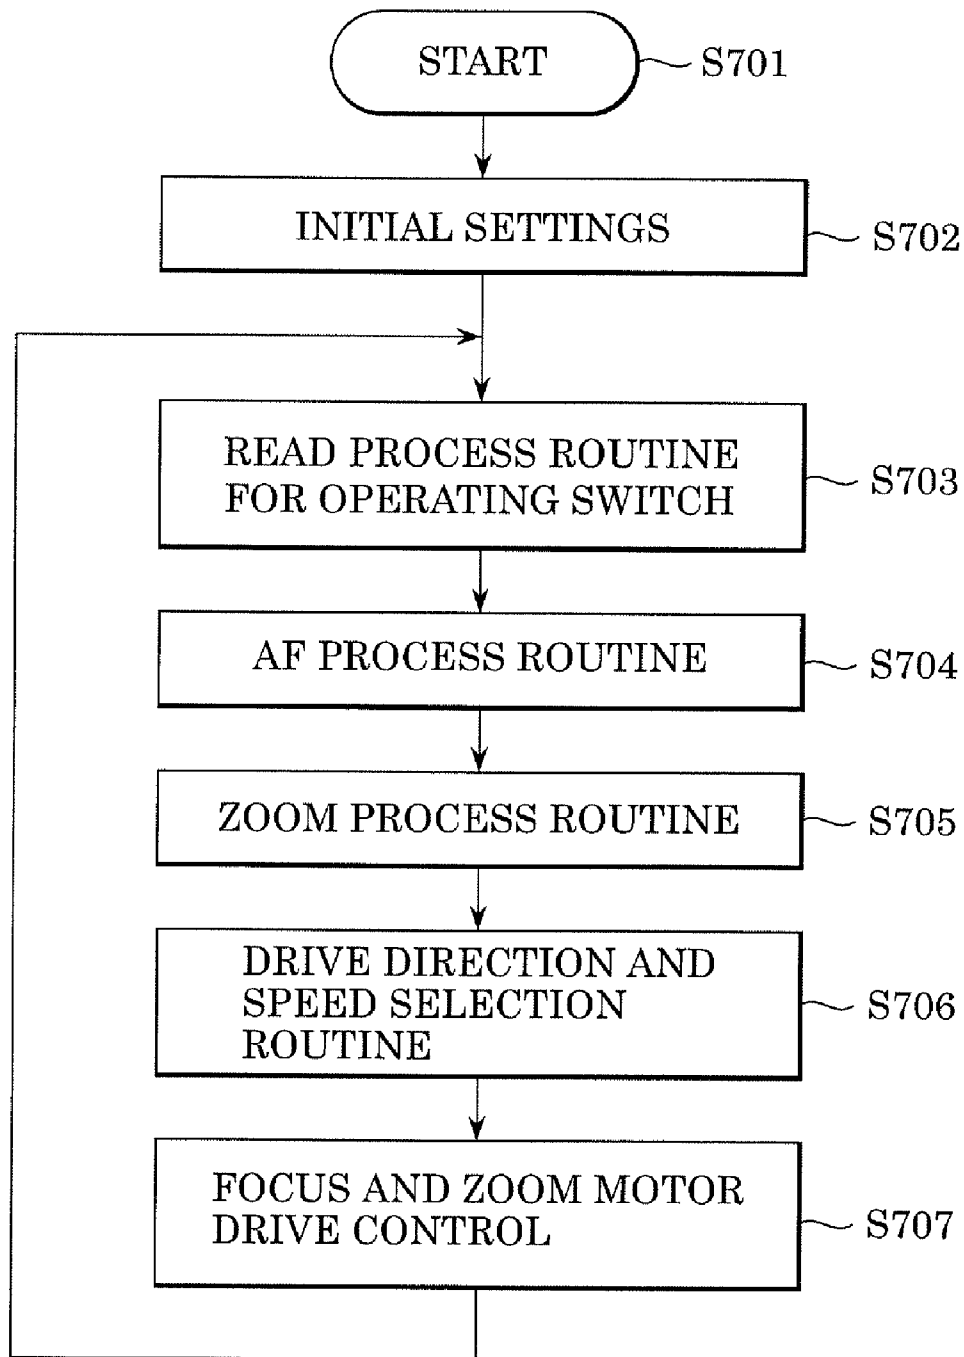 START
S701
INITIAL SETTINGS
S702
READ PROCESS ROUTINE
FOR OPERATING SWITCH
S703
AF PROCESS ROUTINE
S704
ZOOM PROCESS ROUTINE
S705
DRIVE DIRECTION AND
SPEED SELECTION
ROUTINE
S706
FOCUS AND ZOOM MOTOR
DRIVE CONTROL
S707